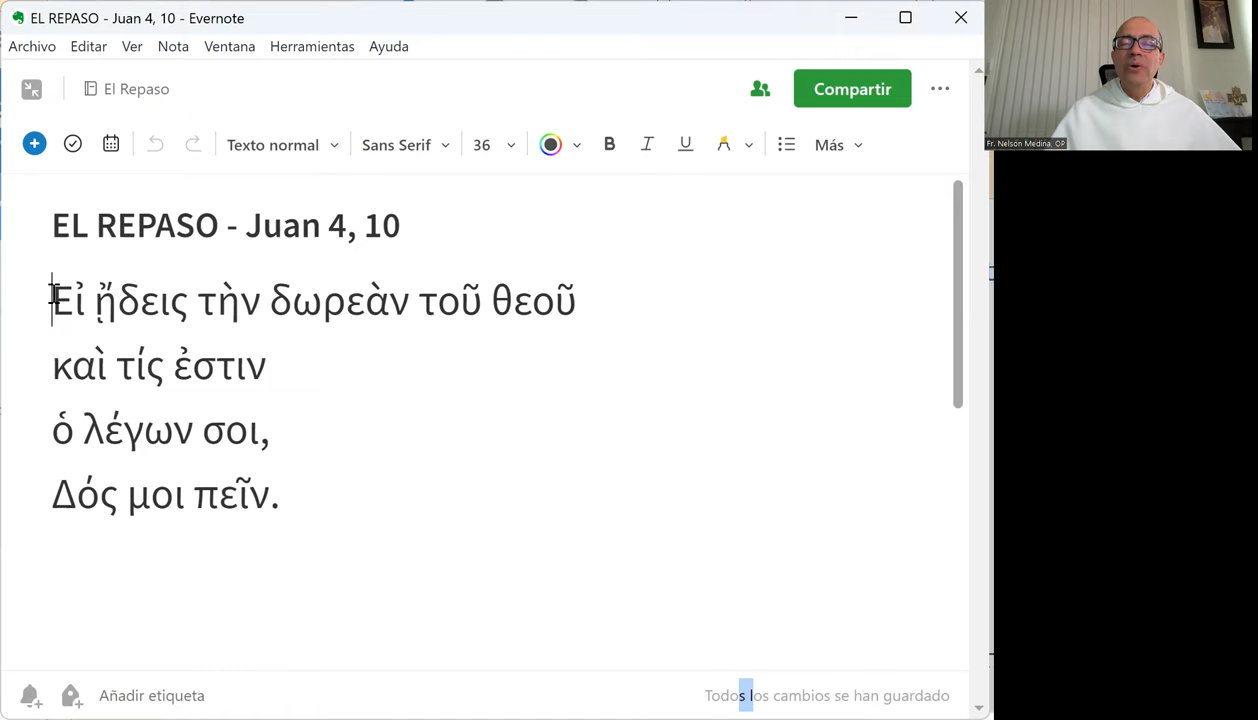 EL REPASO - Juan 4, 10 - Evernote
Archivo Editar Ver Nota Ventana Herramientas Ayuda
El Repaso
Compartir
Texto normal Sans Serif 36 B I U A Más
EL REPASO - Juan 4, 10
Εἰ ᾔδεις τὴν δωρεὰν τοῦ θεοῦ
καὶ τίς ἐστιν
ὁ λέγων σοι,
Δός μοι πεῖν.
Añadir etiqueta
Todos los cambios se han guardado
Fr. Nelson Medina, OP